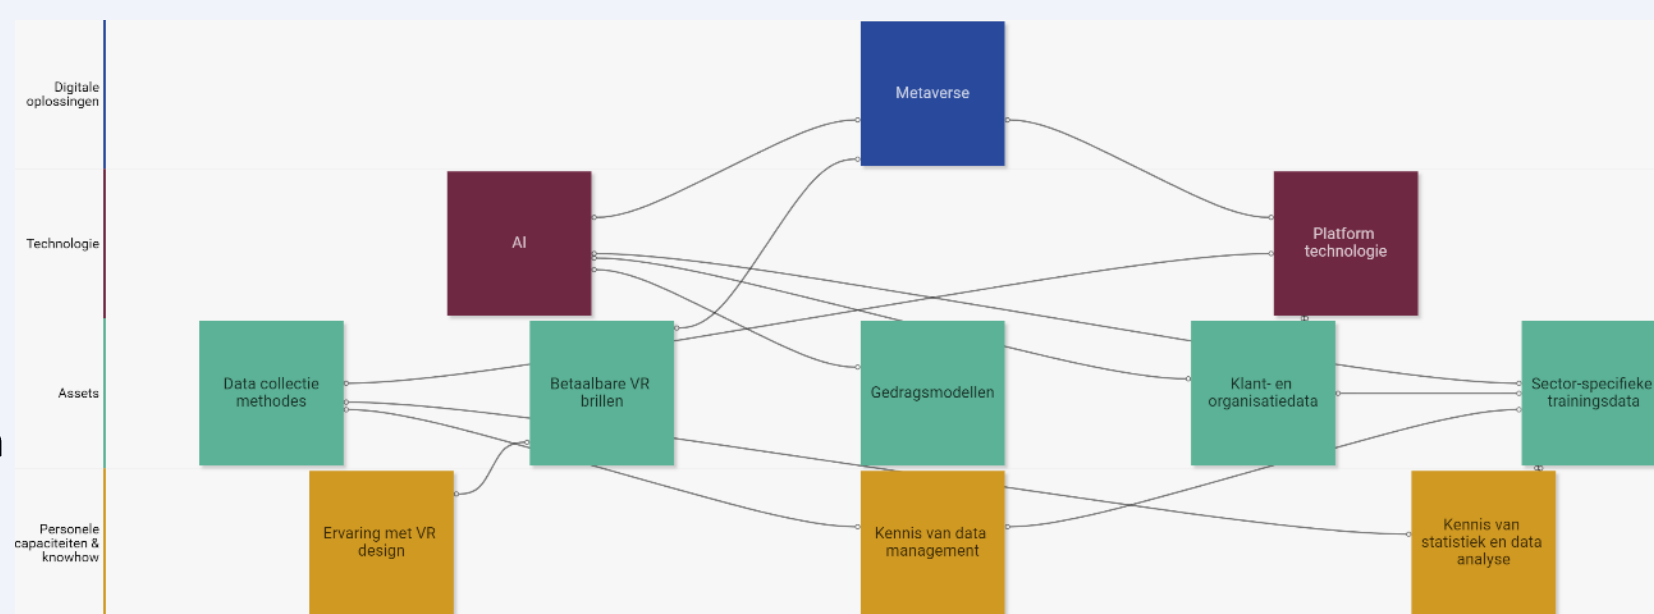 Digitale
oplossingen
Metaverse
Technologie
AI
Platform
technologie
Assets
Data collectie
methodes
Betaalbare VR
brillen
Gedragsmodellen
Klant- en
organisatiedata
Sector-specifieke
trainingsdata
Personele
capaciteiten &
knowhow
Ervaring met VR
design
Kennis van data
management
Kennis van
statistiek en data
analyse